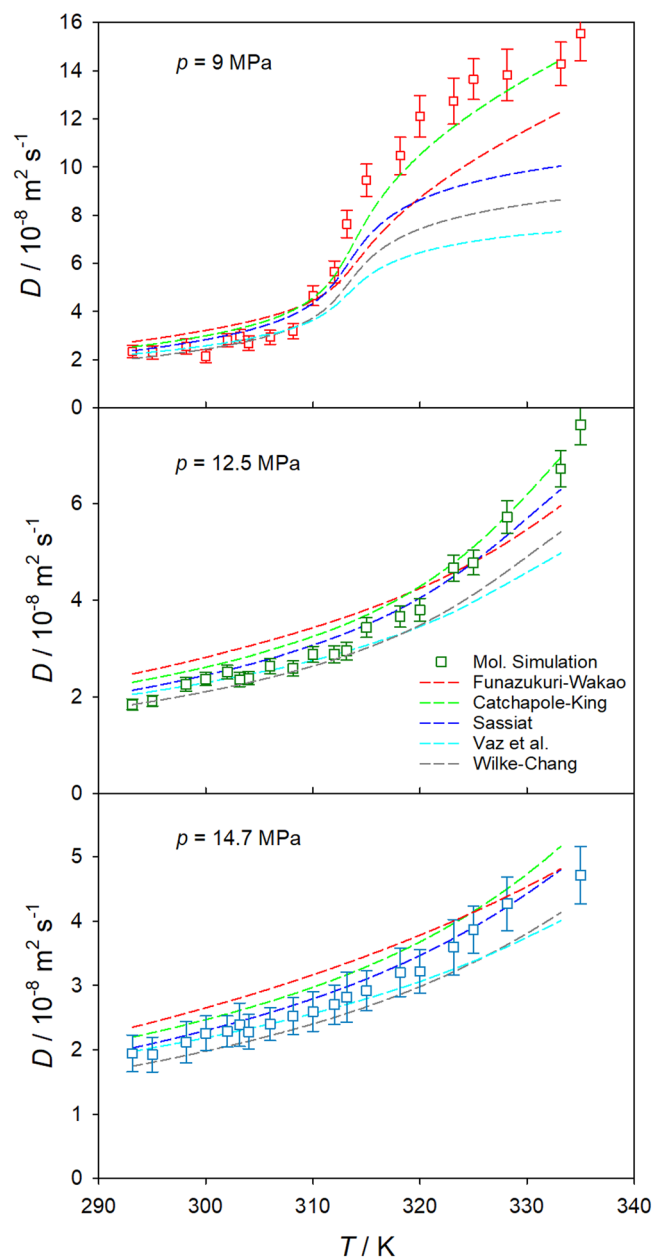 16
p = 9 MPa
14
12
10
8
6
4
2
0
D / 10⁻⁸ m² s⁻¹
p = 12.5 MPa
6
4
2
0
D / 10⁻⁸ m² s⁻¹
Mol. Simulation
Funazukuri-Wakao
Catchapole-King
Sassiat
Vaz et al.
Wilke-Chang
p = 14.7 MPa
5
4
3
2
1
0
D / 10⁻⁸ m² s⁻¹
290 300 310 320 330 340
T / K